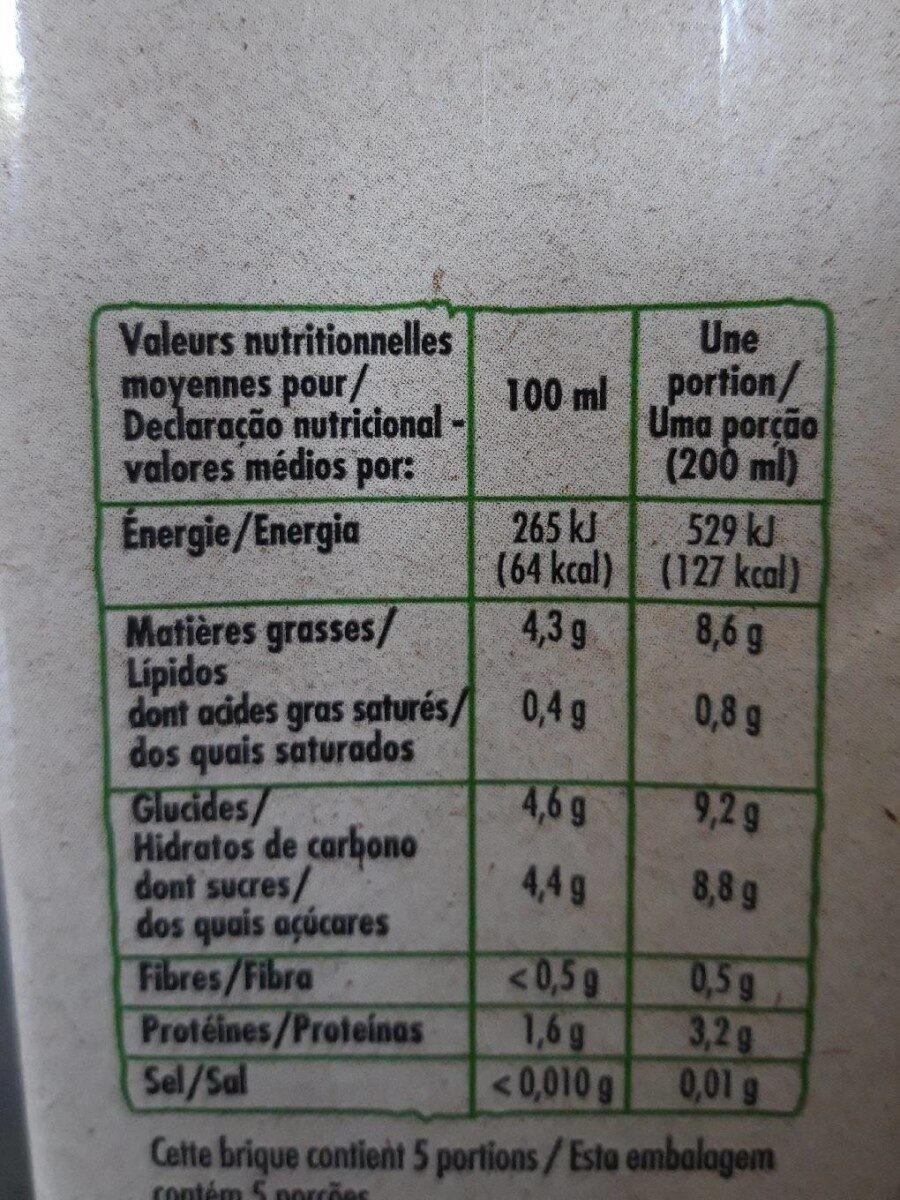 Valeurs nutritionnelles
moyennes pour/
Declaração nutricional -
valores médios por:
100 ml
Une
portion/
Uma porção
(200 ml)
Énergie/Energia
265 kJ
(64 kcal)
529 kJ
(127 kcal)
Matières grasses/
Lípidos
4,3 g
8,6 g
dont acides gras saturés/
dos quais saturados
0,4 g
0,8 g
Glucides/
Hidratos de carbono
4,6 g
9,2 g
dont sucres/
dos quais açúcares
4,4 g
8,8 g
Fibres/Fibra
<0,5 g
0,5 g
Protéines/Proteínas
1,6 g
3,2 g
Sel/Sal
<0,010 g
0,01 g
Cette brique contient 5 portions / Esta embalagem
contém 5 porções